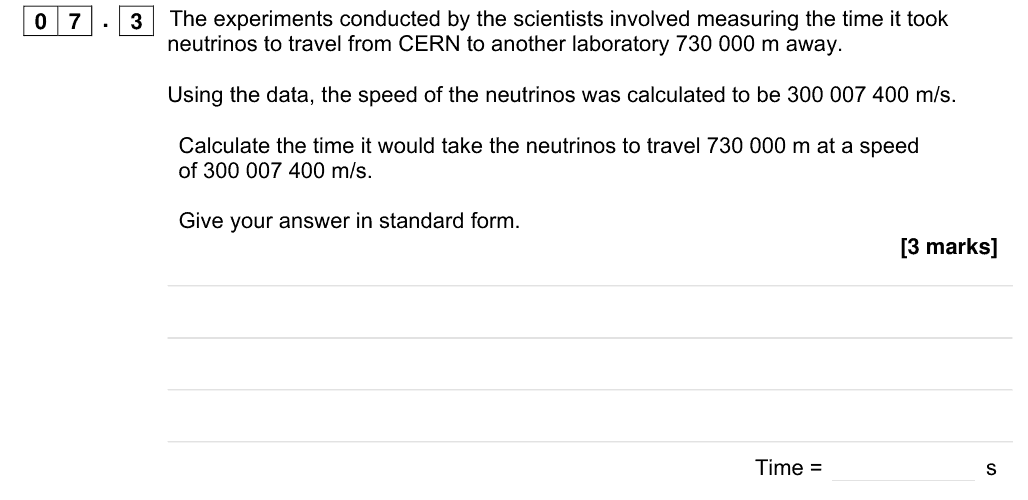 07.3 The experiments conducted by the scientists involved measuring the time it took
neutrinos to travel from CERN to another laboratory 730 000 m away.
Using the data, the speed of the neutrinos was calculated to be 300 007 400 m/s.
Calculate the time it would take the neutrinos to travel 730 000 m at a speed
of 300 007 400 m/s.
Give your answer in standard form.
[3 marks]
Time = s